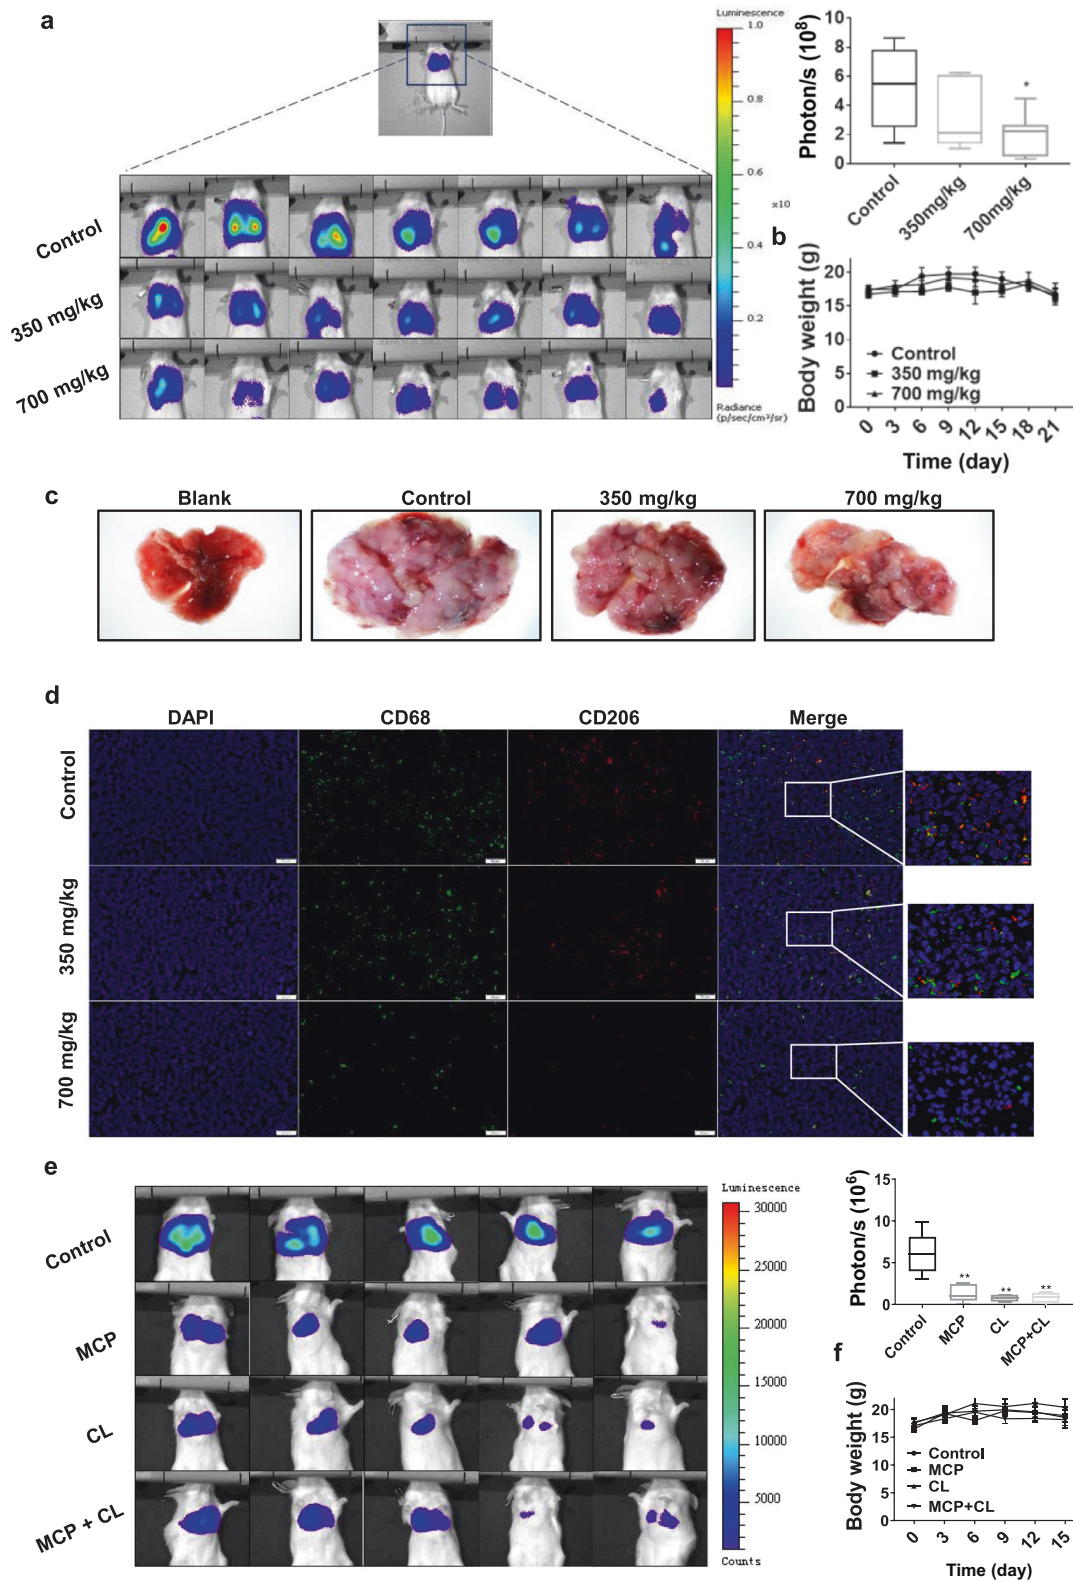 a
Luminescence
1.0
0.8
0.6
x10
0.4
0.2
Radiance
(p/sec/cm²/sr)
Control
350 mg/kg
700 mg/kg
Photon/s (10⁸)
10
8
6
4
2
0
*
Control
350mg/kg
700mg/kg
b
Body weight (g)
20
15
10
5
0
Control
350 mg/kg
700 mg/kg
0 3 6 9 12 15 18 21
Time (day)
c
Blank Control 350 mg/kg 700 mg/kg
d
DAPI CD68 CD206 Merge
Control
350 mg/kg
700 mg/kg
e
Luminescence
30000
25000
20000
15000
10000
5000
Counts
Control
MCP
CL
MCP + CL
Photon/s (10⁶)
15
10
5
0
** ** **
Control
MCP
CL
MCP+CL
f
Body weight (g)
20
15
10
5
0
Control
MCP
CL
MCP+CL
0 3 6 9 12 15
Time (day)